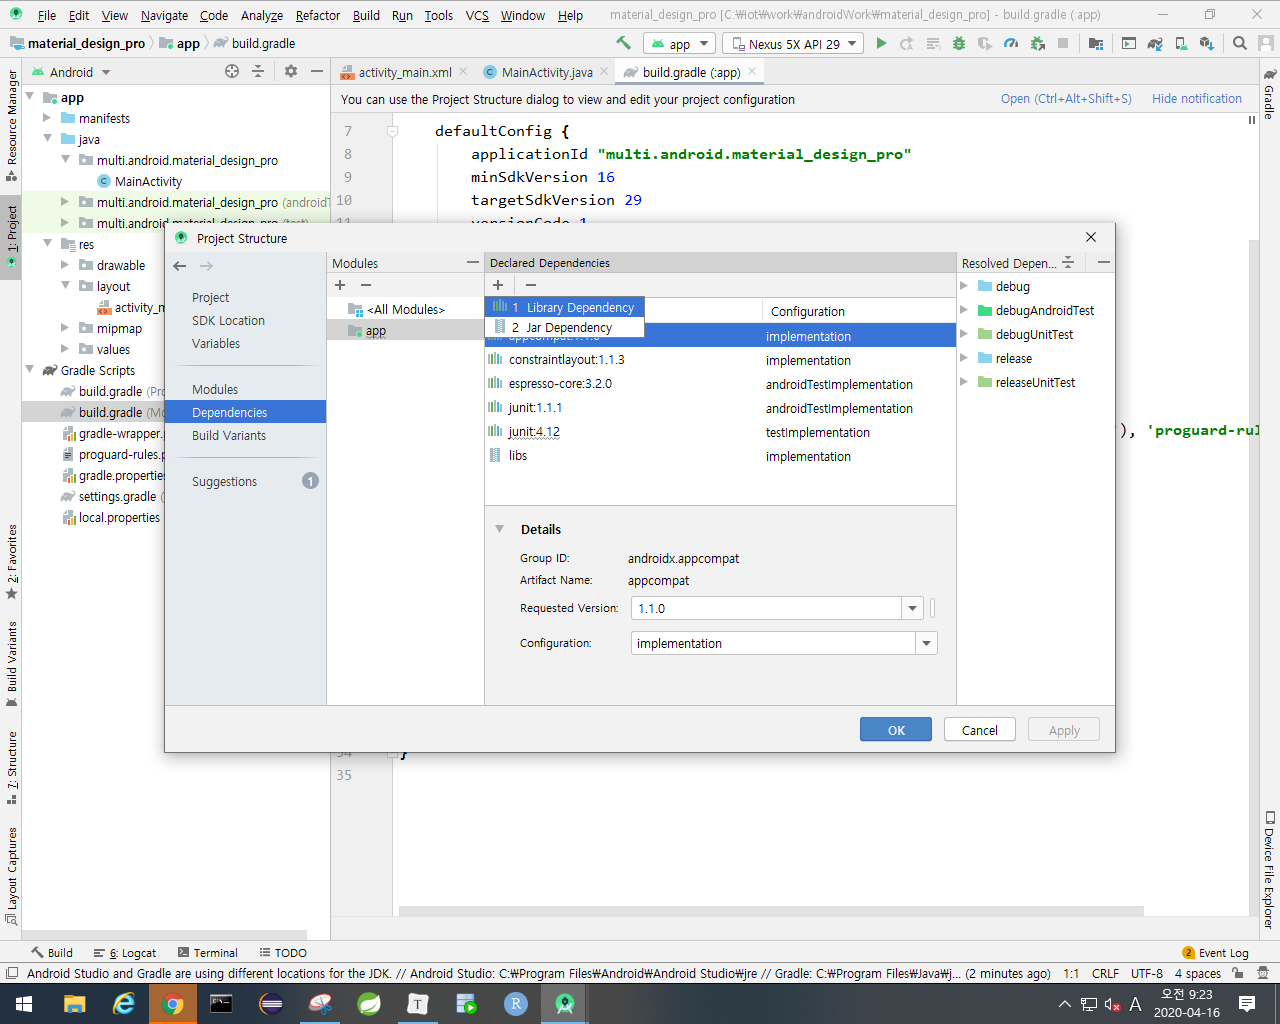 File Edit View Navigate Code Analyze Refactor Build Run Tools VCS Window Help material_design_pro [C:₩iot₩work₩androidWork₩material_design_pro] - build.gradle (:app)
material_design_pro app build.gradle
app Nexus 5X API 29
Android
activity_main.xml MainActivity.java build.gradle (:app)
You can use the Project Structure dialog to view and edit your project configuration Open (Ctrl+Alt+Shift+S) Hide notification
Resource Manager
1: Project
2: Favorites
Build Variants
7: Structure
Layout Captures
Gradle
Device File Explorer
app
manifests
java
multi.android.material_design_pro
MainActivity
multi.android.material_design_pro (androidT
multi.android.material_design_pro (test)
res
drawable
layout
activity_m
mipmap
values
Gradle Scripts
build.gradle (Pro
build.gradle (Mo
gradle-wrapper.p
proguard-rules.p
gradle.properties
settings.gradle (
local.properties
7 defaultConfig {
8 applicationId "multi.android.material_design_pro"
9 minSdkVersion 16
10 targetSdkVersion 29
11 versionCode 1
'), 'proguard-rul
34 }
35
Project Structure
Project
SDK Location
Variables
Modules
Dependencies
Build Variants
Suggestions 1
Modules
<All Modules>
app
Declared Dependencies
1 Library Dependency
2 Jar Dependency
Configuration
appcompat:1.1.0 implementation
constraintlayout:1.1.3 implementation
espresso-core:3.2.0 androidTestImplementation
junit:1.1.1 androidTestImplementation
junit:4.12 testImplementation
libs implementation
Details
Group ID: androidx.appcompat
Artifact Name: appcompat
Requested Version: 1.1.0
Configuration: implementation
Resolved Depen...
debug
debugAndroidTest
debugUnitTest
release
releaseUnitTest
OK Cancel Apply
Build 6: Logcat Terminal TODO 2 Event Log
Android Studio and Gradle are using different locations for the JDK. // Android Studio: C:₩Program Files₩Android₩Android Studio₩jre // Gradle: C:₩Program Files₩Java₩j... (2 minutes ago) 1:1 CRLF UTF-8 4 spaces
T R A 오전 9:23
2020-04-16